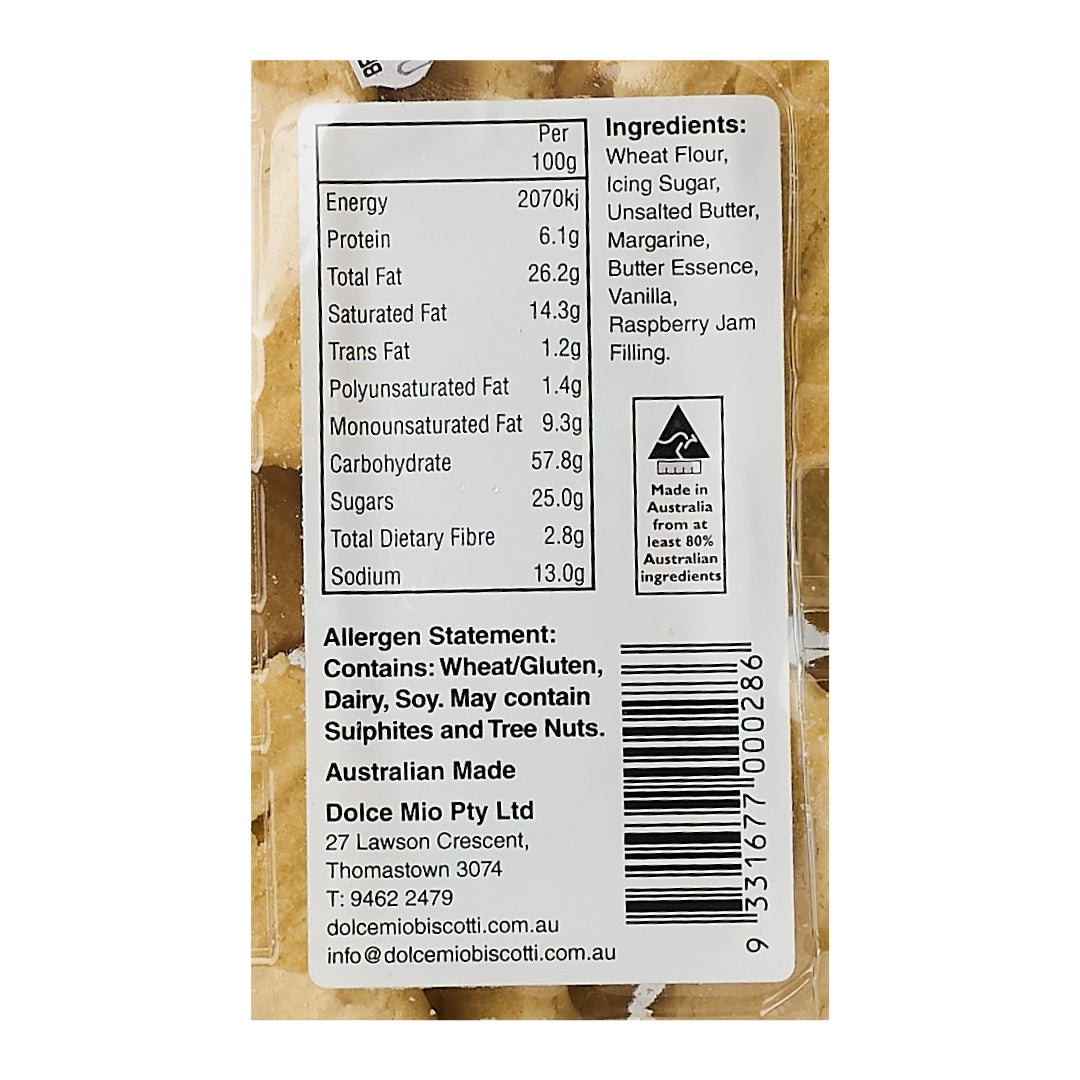 Per
100g
Energy 2070kj
Protein 6.1g
Total Fat 26.2g
Saturated Fat 14.3g
Trans Fat 1.2g
Polyunsaturated Fat 1.4g
Monounsaturated Fat 9.3g
Carbohydrate 57.8g
Sugars 25.0g
Total Dietary Fibre 2.8g
Sodium 13.0g
Ingredients:
Wheat Flour,
Icing Sugar,
Unsalted Butter,
Margarine,
Butter Essence,
Vanilla,
Raspberry Jam
Filling.
Made in
Australia
from at
least 80%
Australian
ingredients
Allergen Statement:
Contains: Wheat/Gluten,
Dairy, Soy. May contain
Sulphites and Tree Nuts.
Australian Made
Dolce Mio Pty Ltd
27 Lawson Crescent,
Thomastown 3074
T: 9462 2479
dolcemiobiscotti.com.au
info@dolcemiobiscotti.com.au
9 331677 000286